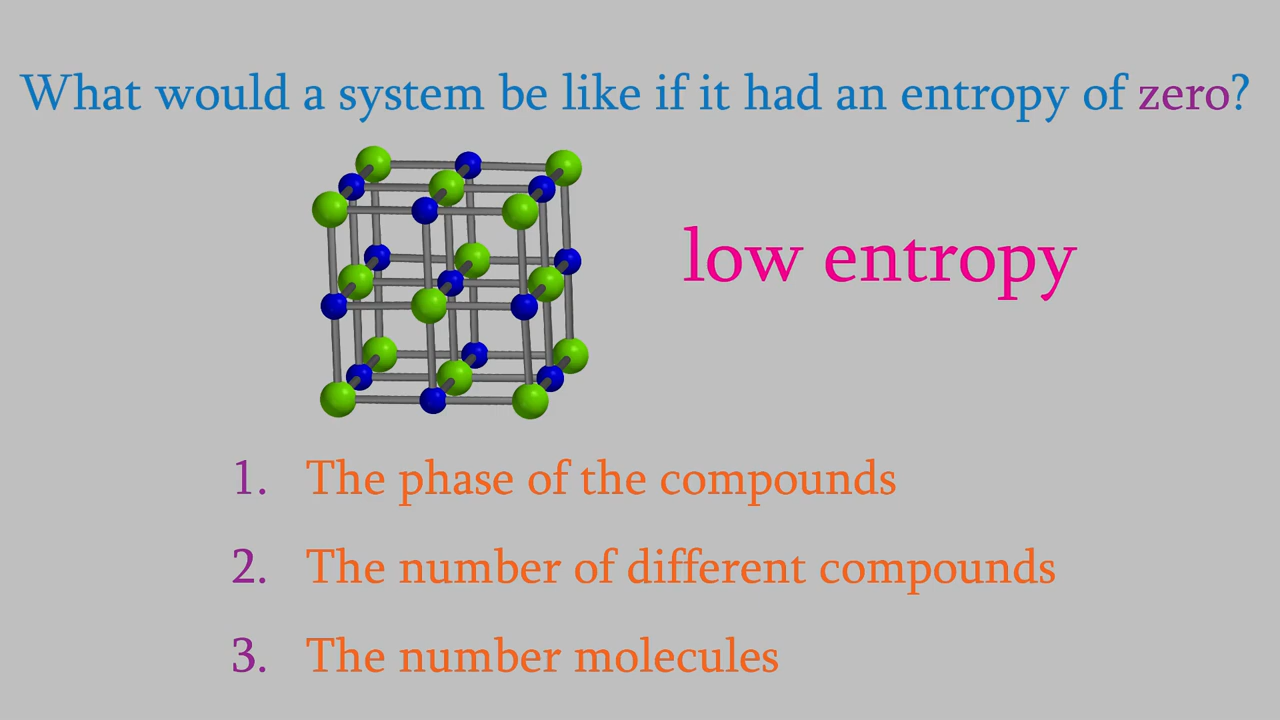 What would a system be like if it had an entropy of zero?
low entropy
1. The phase of the compounds
2. The number of different compounds
3. The number molecules